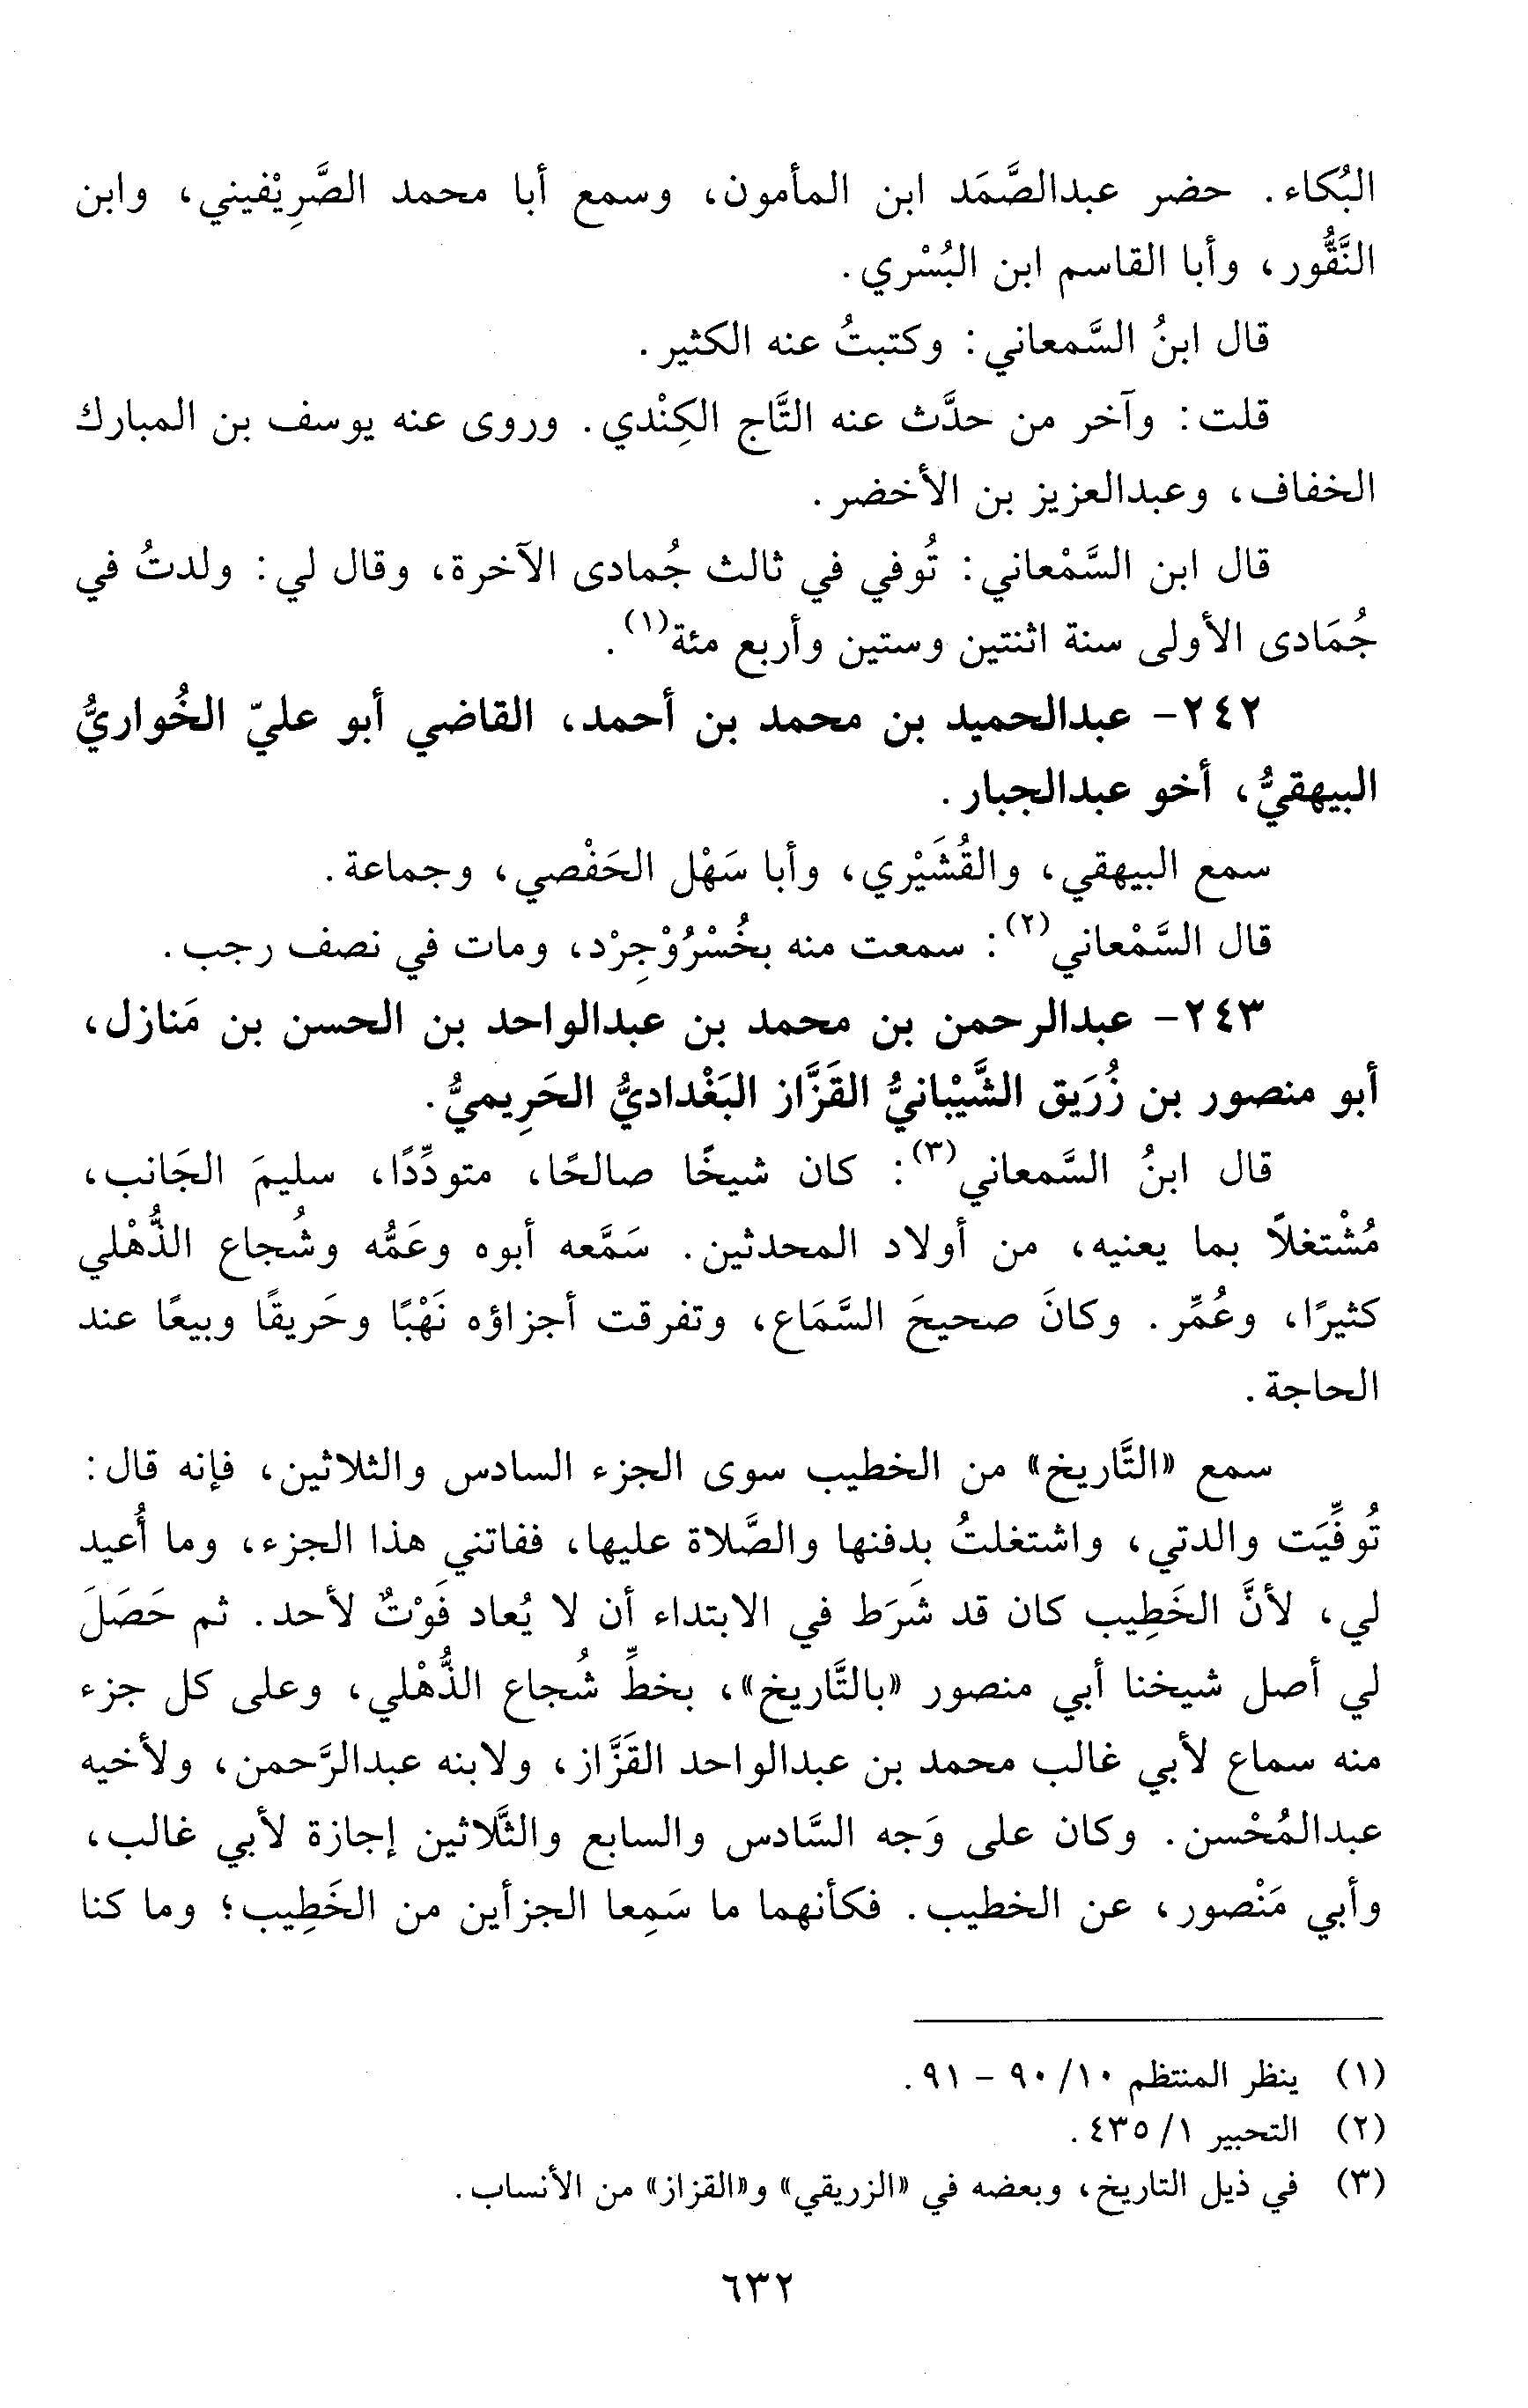 البُكاء. حضر عبدالصَّمَد ابن المأمون، وسمع أبا محمد الصَّرِيْفيني، وابن
النَّقُّور، وأبا القاسم ابن البُسْري.
قال ابنُ السَّمعاني: وكتبتُ عنه الكثير.
قلت: وآخر من حدَّث عنه التَّاج الكِنْدي. وروى عنه يوسف بن المبارك
الخفاف، وعبدالعزيز بن الأخضر.
قال ابن السَّمْعاني: تُوفي في ثالث جُمادى الآخرة، وقال لي: ولدتُ في
جُمَادى الأولى سنة اثنتين وستين وأربع مئة(١).
٢٤٢- عبدالحميد بن محمد بن أحمد، القاضي أبو عليّ الخُواريُّ
البيهقيُّ، أخو عبدالجبار.
سمع البيهقي، والقُشَيْري، وأبا سَهْل الحَفْصي، وجماعة.
قال السَّمْعاني(٢): سمعت منه بخُسْرُوْجِرْد، ومات في نصف رجب.
٢٤٣- عبدالرحمن بن محمد بن عبدالواحد بن الحسن بن مَنازل،
أبو منصور بن زُرَيق الشَّيْبانيُّ القَزَّاز البَغْداديُّ الحَرِيميُّ.
قال ابنُ السَّمعاني(٣): كان شيخًا صالحًا، متودِّدًا، سليمَ الجَانب،
مُشْتغلاً بما يعنيه، من أولاد المحدثين. سَمَّعه أبوه وعَمُّه وشُجاع الذُّهْلي
كثيرًا، وعُمِّر. وكانَ صحيحَ السَّمَاع، وتفرقت أجزاؤه نَهْبًا وحَريقًا وبيعًا عند
الحاجة.
سمع «التَّاريخ» من الخطيب سوى الجزء السادس والثلاثين، فإنه قال:
تُوفِّيَت والدتي، واشتغلتُ بدفنها والصَّلاة عليها، ففاتني هذا الجزء، وما أُعيد
لي، لأنَّ الخَطِيب كان قد شَرَط في الابتداء أن لا يُعاد فَوْتٌ لأحد. ثم حَصَلَ
لي أصل شيخنا أبي منصور «بالتَّاريخ»، بخطِّ شُجاع الذُّهْلي، وعلى كل جزء
منه سماع لأبي غالب محمد بن عبدالواحد القَزَّاز، ولابنه عبدالرَّحمن، ولأخيه
عبدالمُحْسن. وكان على وَجه السَّادس والسابع والثَّلاثين إجازة لأبي غالب،
وأبي مَنْصور، عن الخطيب. فكأنهما ما سَمِعا الجزأين من الخَطِيب؛ وما كنا
(١) ينظر المنتظم ١٠/ ٩٠ - ٩١.
(٢) التحبير ١/ ٤٣٥.
(٣) في ذيل التاريخ، وبعضه في «الزريقي» و«القزاز» من الأنساب.
٦٣٢